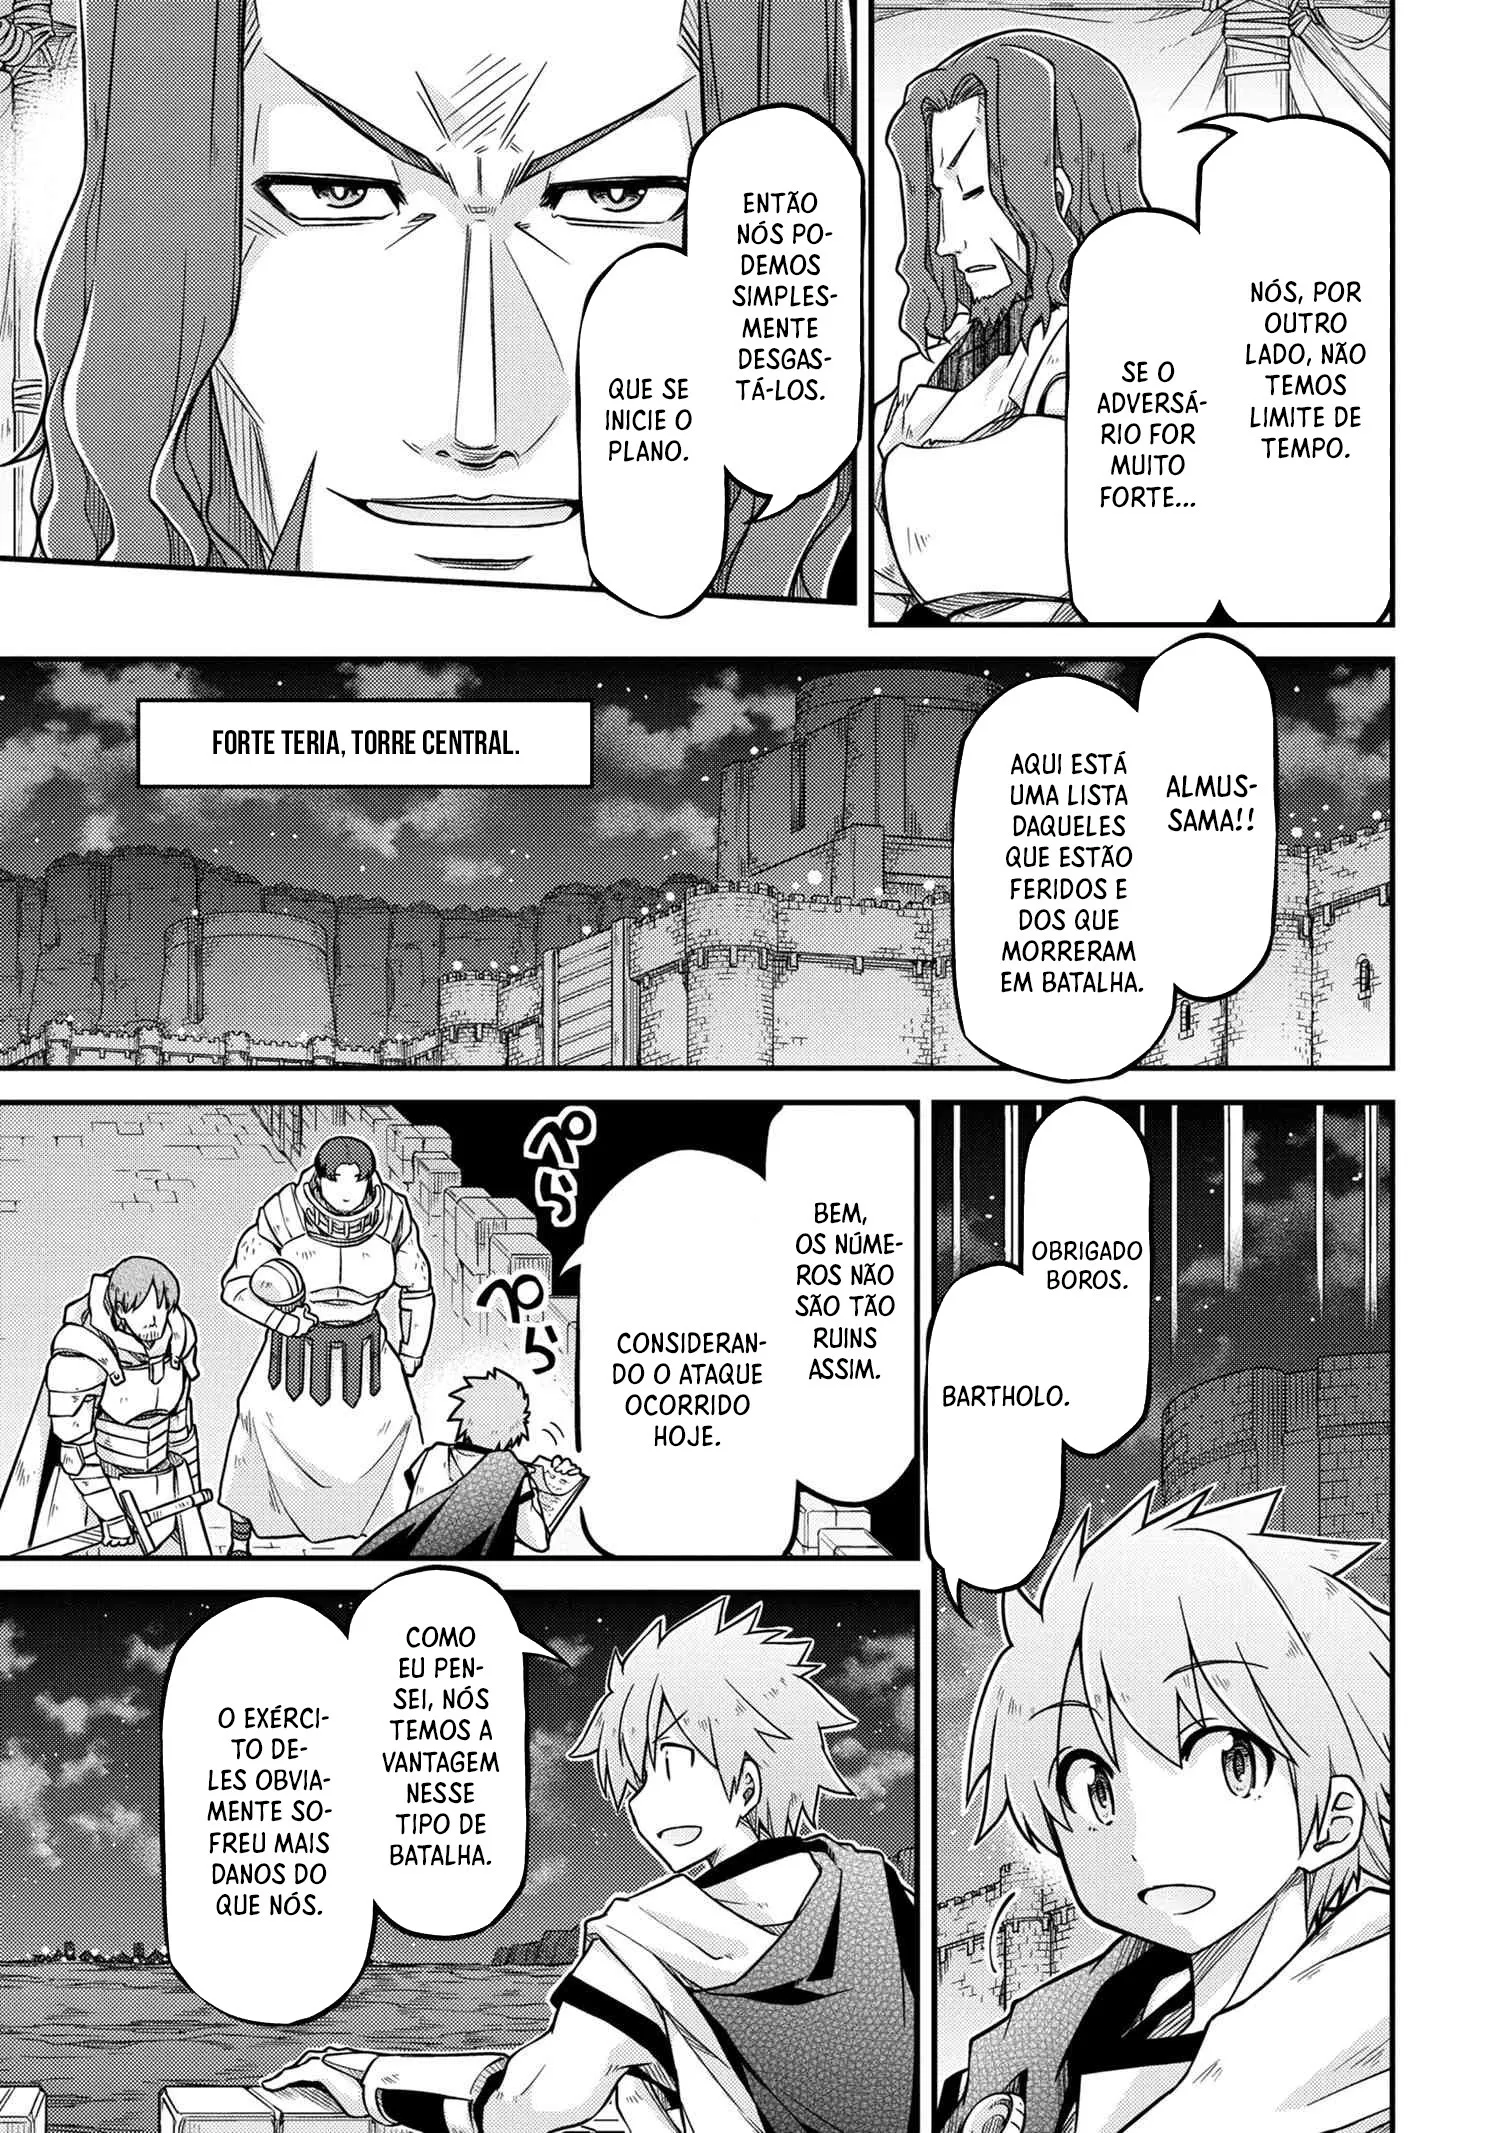 NÓS, POR
OUTRO
LADO, NÃO
TEMOS
LIMITE DE
TEMPO.
SE O
ADVERSÁ-
RIO FOR
MUITO
FORTE...
ENTÃO
NÓS PO-
DEMOS
SIMPLES-
MENTE
DESGAS-
TÁ-LOS.
QUE SE
INICIE O
PLANO.
FORTE TERIA, TORRE CENTRAL.
ALMUS-
SAMA!!
AQUI ESTÁ
UMA LISTA
DAQUELES
QUE ESTÃO
FERIDOS E
DOS QUE
MORRERAM
EM BATALHA.
OBRIGADO
BOROS.
BARTHOLO.
BEM,
OS NÚME-
ROS NÃO
SÃO TÃO
RUINS
ASSIM.
CONSIDERAN-
DO O ATAQUE
OCORRIDO
HOJE.
ぺら
ぺら
COMO
EU PEN-
SEI, NÓS
TEMOS A
VANTAGEM
NESSE
TIPO DE
BATALHA.
O EXÉRCI-
TO DE-
LES OBVIA-
MENTE SO-
FREU MAIS
DANOS DO
QUE NÓS.